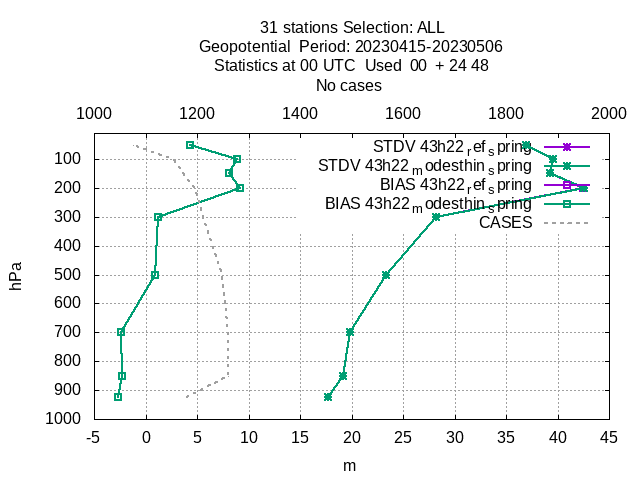 31 stations Selection: ALL
Geopotential  Period: 20230415-20230506
Statistics at 00 UTC  Used  00  + 24 48
No cases
1000 1200 1400 1600 1800 2000
STDV 43h22_ref_spring
STDV 43h22_modesthin_spring
BIAS 43h22_ref_spring
BIAS 43h22_modesthin_spring
CASES
100
200
300
400
500
600
700
800
900
1000
hPa
-5 0 5 10 15 20 25 30 35 40 45
m